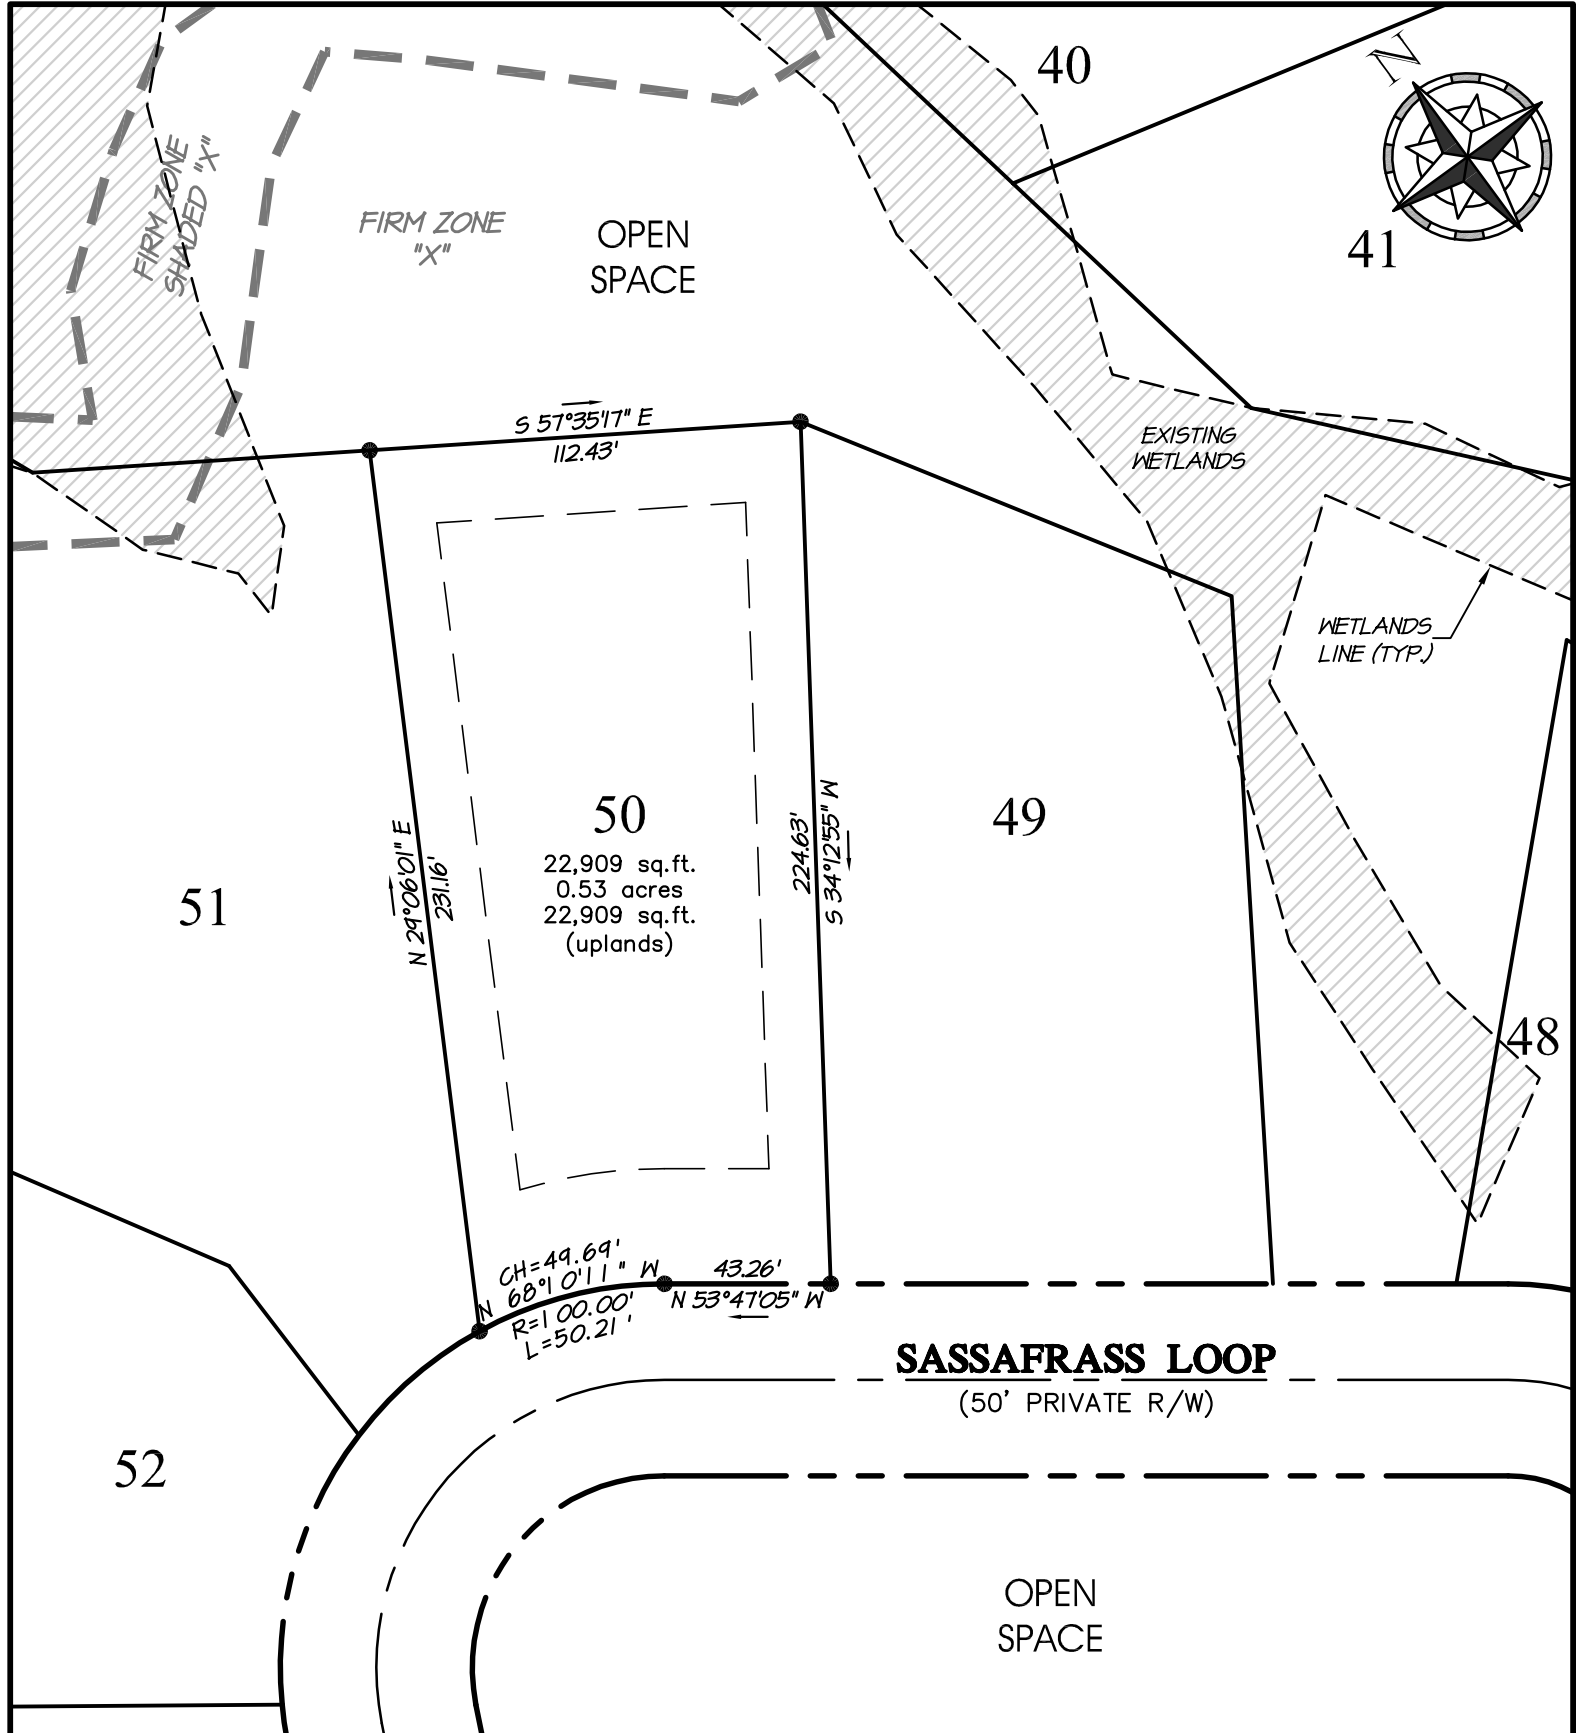 N
40
41
FIRM ZONE
SHADED "X"
FIRM ZONE
"X"
OPEN
SPACE
S 57°35'17" E
112.43'
EXISTING
WETLANDS
WETLANDS
LINE (TYP.)
50
22,909 sq.ft.
0.53 acres
22,909 sq.ft.
(uplands)
N 29°06'01" E
231.16'
224.63'
S 34°12'55" W
49
51
48
CH=49.69'
N 68°10'11" W
R=100.00'
L=50.21'
43.26'
N 53°47'05" W
SASSAFRASS LOOP
(50' PRIVATE R/W)
52
OPEN
SPACE